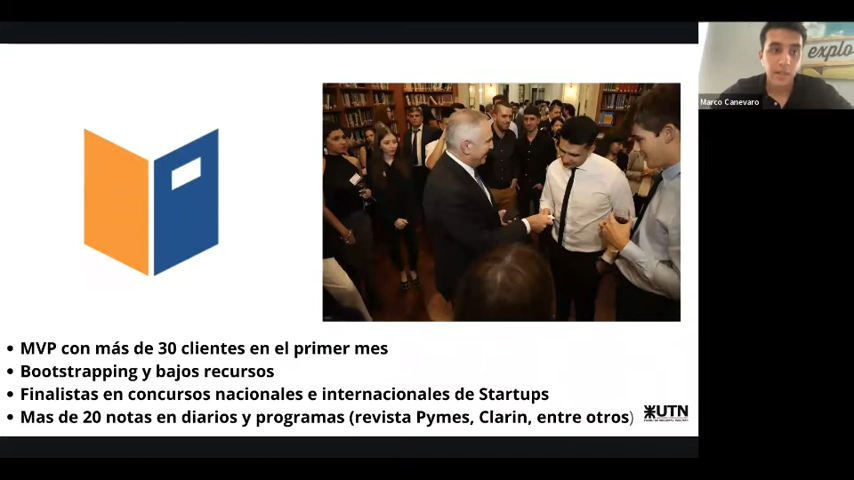 explo
Marco Canevaro
• MVP con más de 30 clientes en el primer mes
• Bootstrapping y bajos recursos
• Finalistas en concursos nacionales e internacionales de Startups
• Mas de 20 notas en diarios y programas (revista Pymes, Clarin, entre otros)
UTN